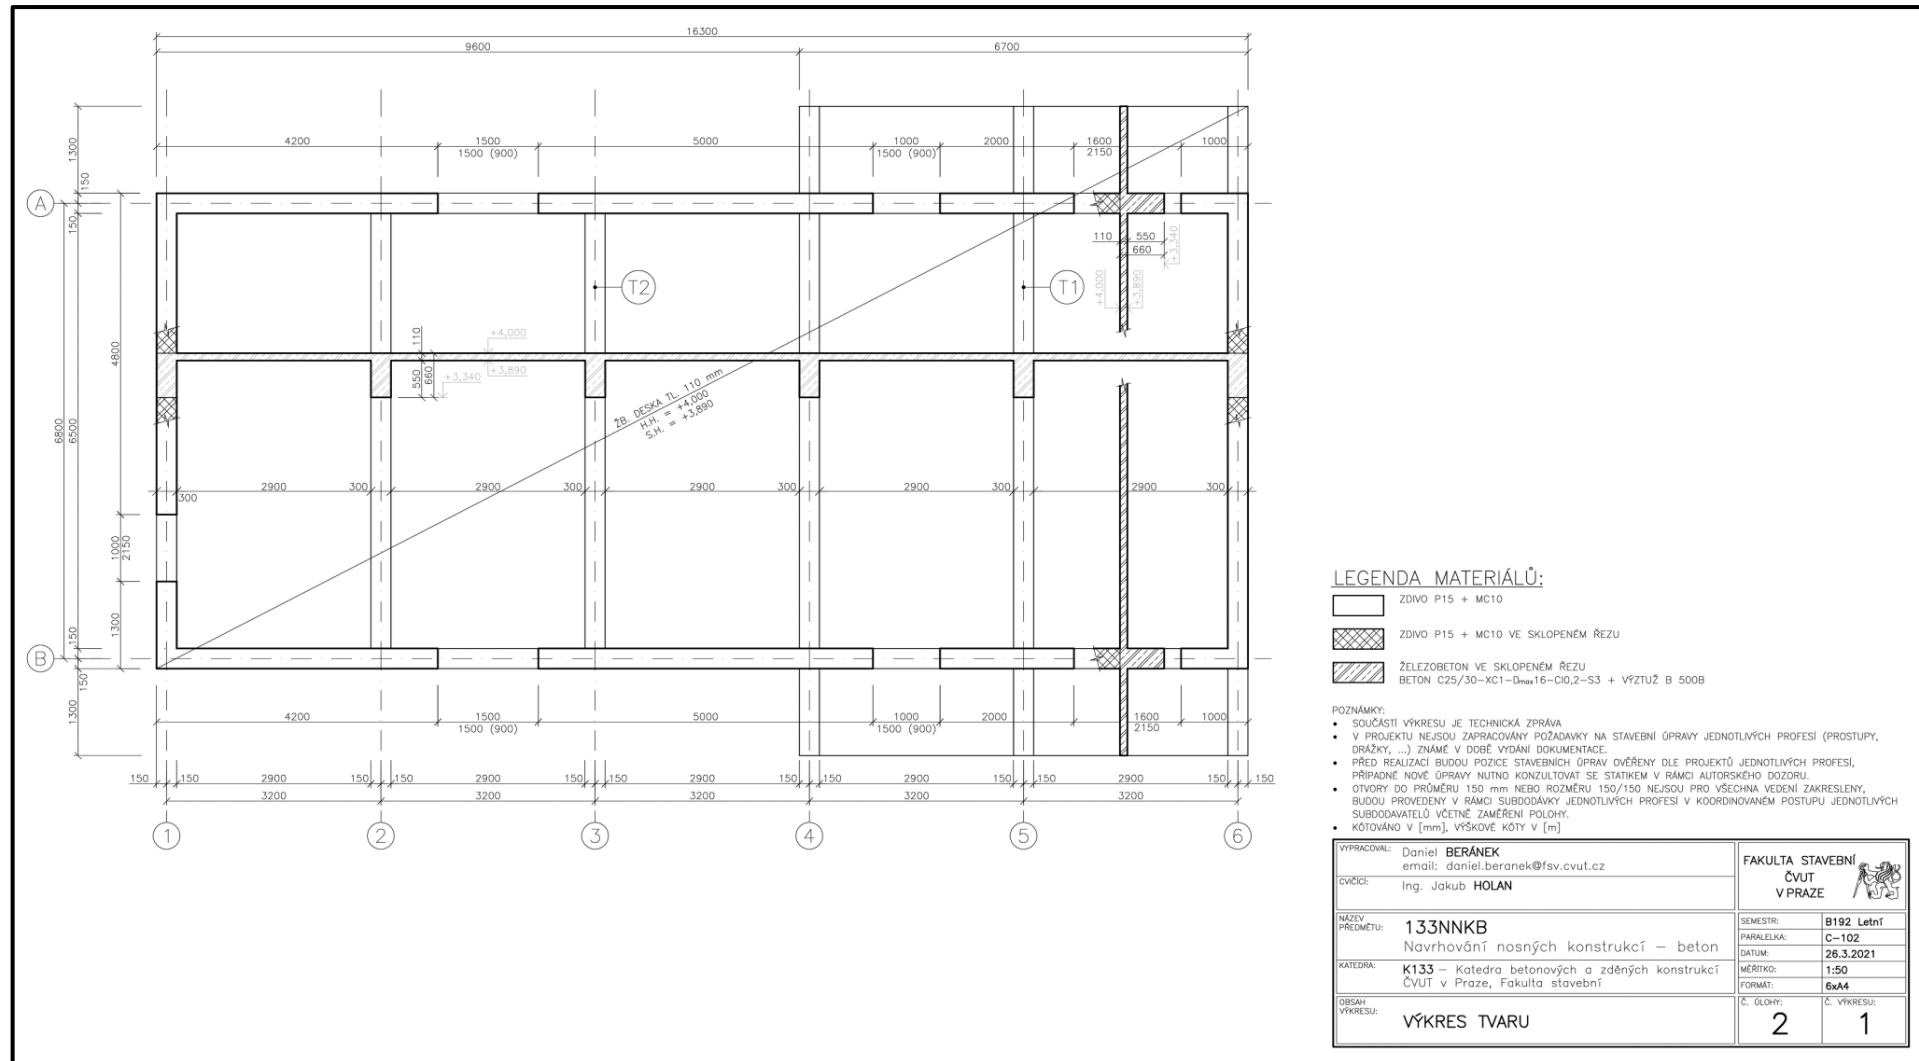 16300
9600 6700
4200 1500 5000 1000 2000 1600 1000
1500 (900) 1500 (900) 2150
1300
150
A
150
110 550
660
+3,340
T2 T1
+4,000 +3,890
110
+4,000
4800
550 660
+3,890
+3,340
ŽB. DESKA TL. 110 mm
H.H. = +4,000
S.H. = +3,890
6800
6500
300 2900 300 2900 300 2900 300 2900 300 2900 300
1000
2150
1300
150
B
150
1300
4200 1500 5000 1000 2000 1600 1000
1500 (900) 1500 (900) 2150
150 150 2900 150 150 2900 150 150 2900 150 150 2900 150 150 2900 150 150
3200 3200 3200 3200 3200
1 2 3 4 5 6
LEGENDA MATERIÁLŮ:
ZDIVO P15 + MC10
ZDIVO P15 + MC10 VE SKLOPENÉM ŘEZU
ŽELEZOBETON VE SKLOPENÉM ŘEZU
BETON C25/30-XC1-Dmax16-Cl0,2-S3 + VÝZTUŽ B 500B
POZNÁMKY:
• SOUČÁSTÍ VÝKRESU JE TECHNICKÁ ZPRÁVA
• V PROJEKTU NEJSOU ZAPRACOVÁNY POŽADAVKY NA STAVEBNÍ ÚPRAVY JEDNOTLIVÝCH PROFESÍ (PROSTUPY,
DRÁŽKY, ...) ZNÁMÉ V DOBĚ VYDÁNÍ DOKUMENTACE.
• PŘED REALIZACÍ BUDOU POZICE STAVEBNÍCH ÚPRAV OVĚŘENY DLE PROJEKTŮ JEDNOTLIVÝCH PROFESÍ,
PŘÍPADNÉ NOVÉ ÚPRAVY NUTNO KONZULTOVAT SE STATIKEM V RÁMCI AUTORSKÉHO DOZORU.
• OTVORY DO PRŮMĚRU 150 mm NEBO ROZMĚRU 150/150 NEJSOU PRO VŠECHNA VEDENÍ ZAKRESLENY,
BUDOU PROVEDENY V RÁMCI SUBDODÁVKY JEDNOTLIVÝCH PROFESÍ V KOORDINOVANÉM POSTUPU JEDNOTLIVÝCH
SUBDODAVATELŮ VČETNĚ ZAMĚŘENÍ POLOHY.
• KÓTOVÁNO V [mm], VÝŠKOVÉ KÓTY V [m]
VYPRACOVAL: Daniel BERÁNEK
email: daniel.beranek@fsv.cvut.cz
CVIČÍCÍ: Ing. Jakub HOLAN
FAKULTA STAVEBNÍ
ČVUT
V PRAZE
NÁZEV
PŘEDMĚTU: 133NNKB
Navrhování nosných konstrukcí – beton
KATEDRA: K133 – Katedra betonových a zděných konstrukcí
ČVUT v Praze, Fakulta stavební
SEMESTR: B192 Letní
PARALELKA: C-102
DATUM: 26.3.2021
MĚŘÍTKO: 1:50
FORMÁT: 6xA4
OBSAH
VÝKRESU: VÝKRES TVARU
Č. ÚLOHY: 2
Č. VÝKRESU: 1